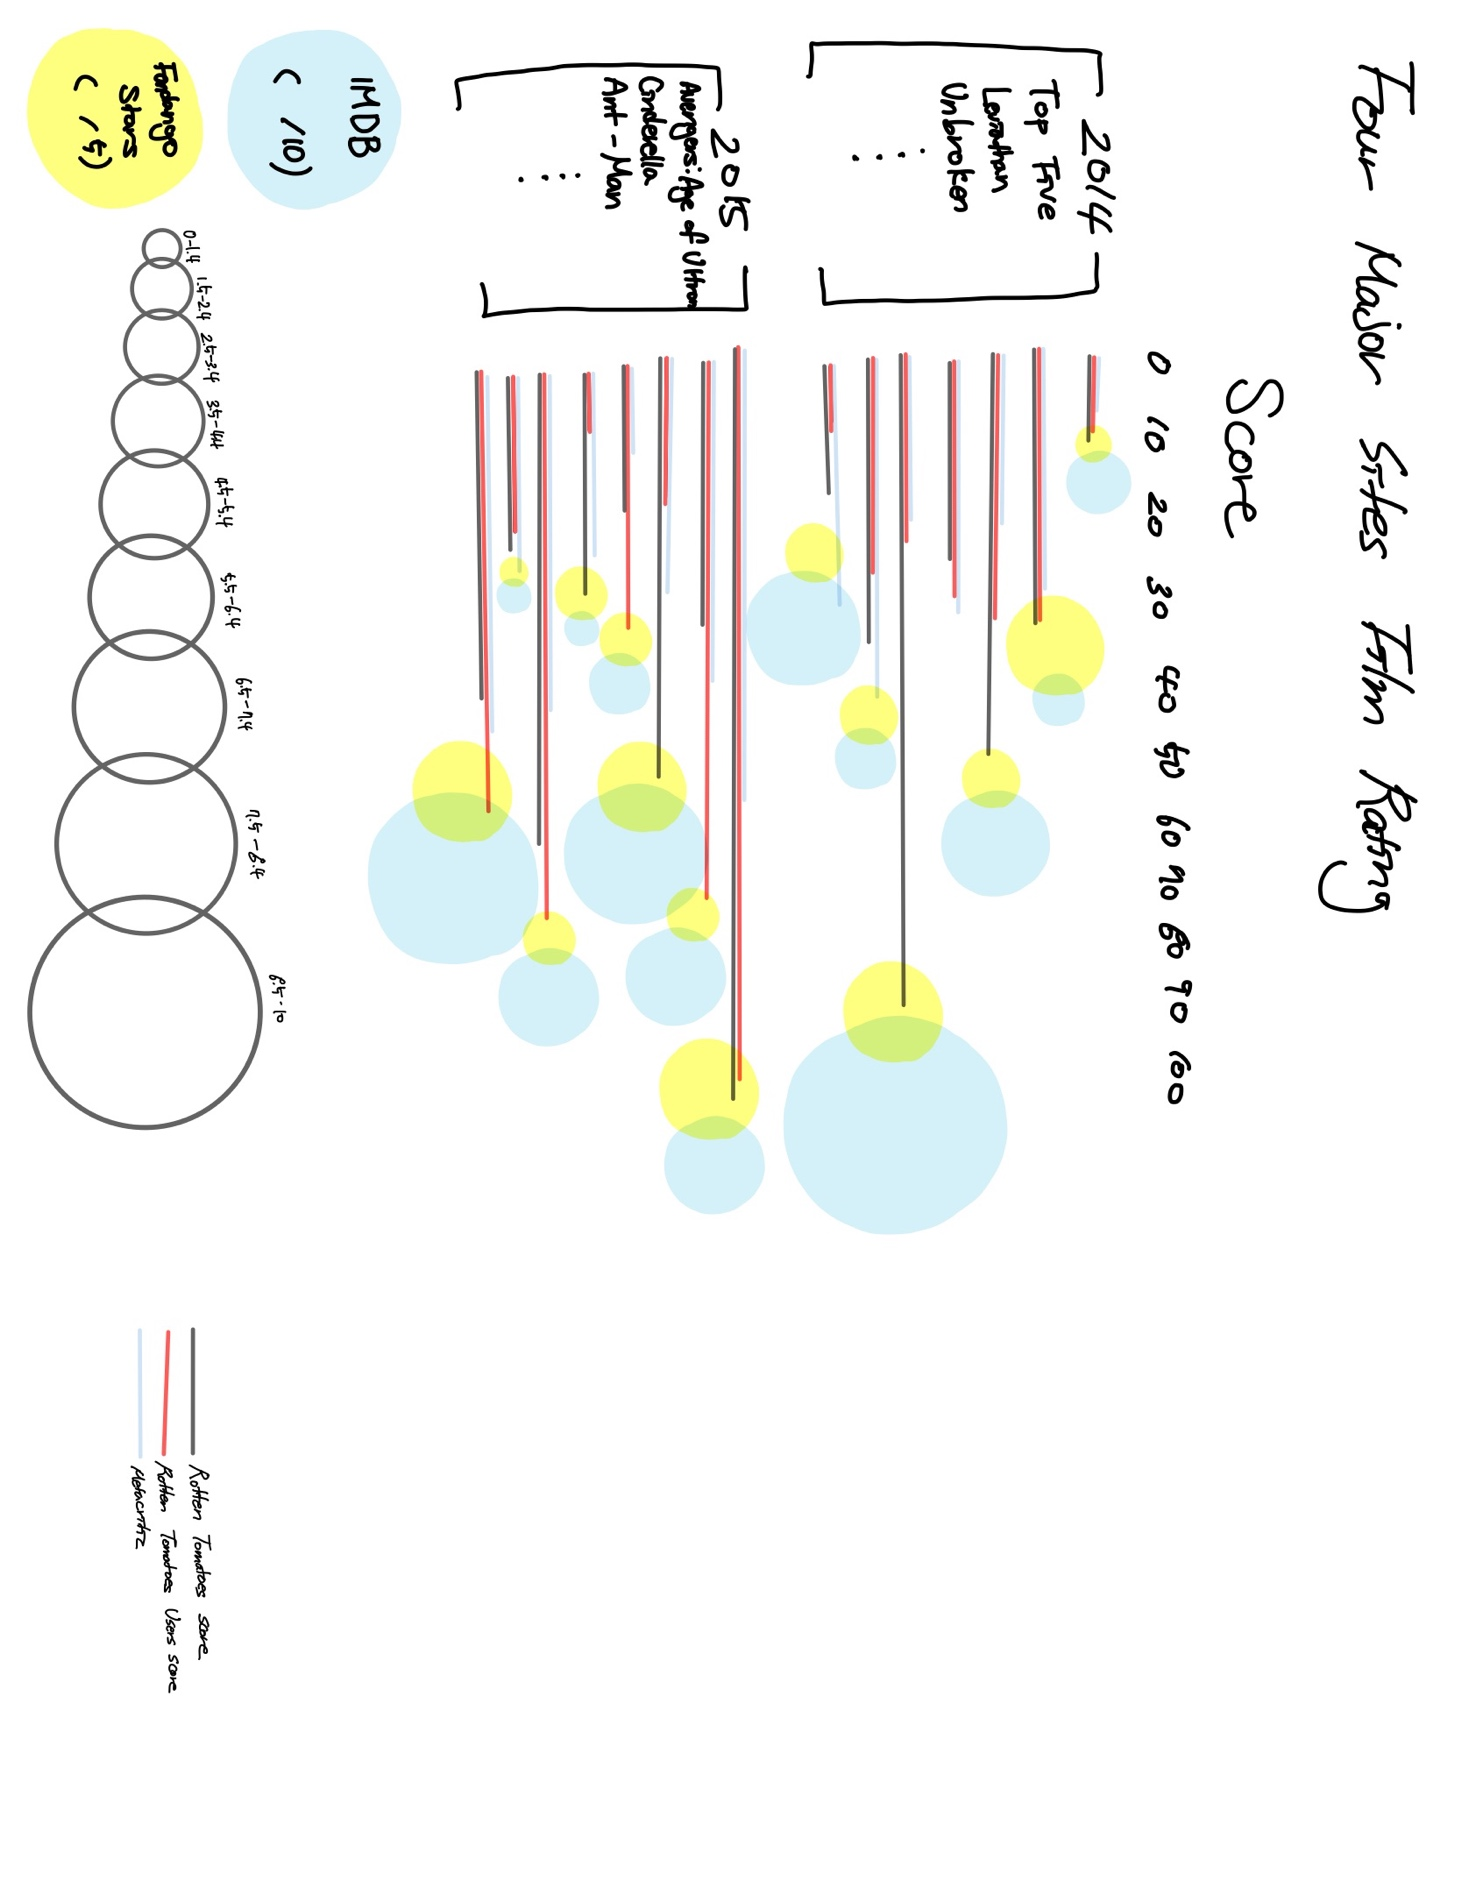 Four Major Sites Film Rating
Score
0 10 20 30 40 50 60 70 80 90 100
2014
Top Five
Leviathan
Unbroken
....
2015
Avengers: Age of Ultron
Cinderella
Ant-Man
....
IMDB
( /10)
Fandango
Stars
( /5)
0-1.4
1.5-2.4
2.5-3.4
3.5-4.4
4.5-5.4
5.5-6.4
6.5-7.4
7.5-8.4
8.5-10
Rotten Tomatoes score
Rotten Tomatoes Users score
Metacritic